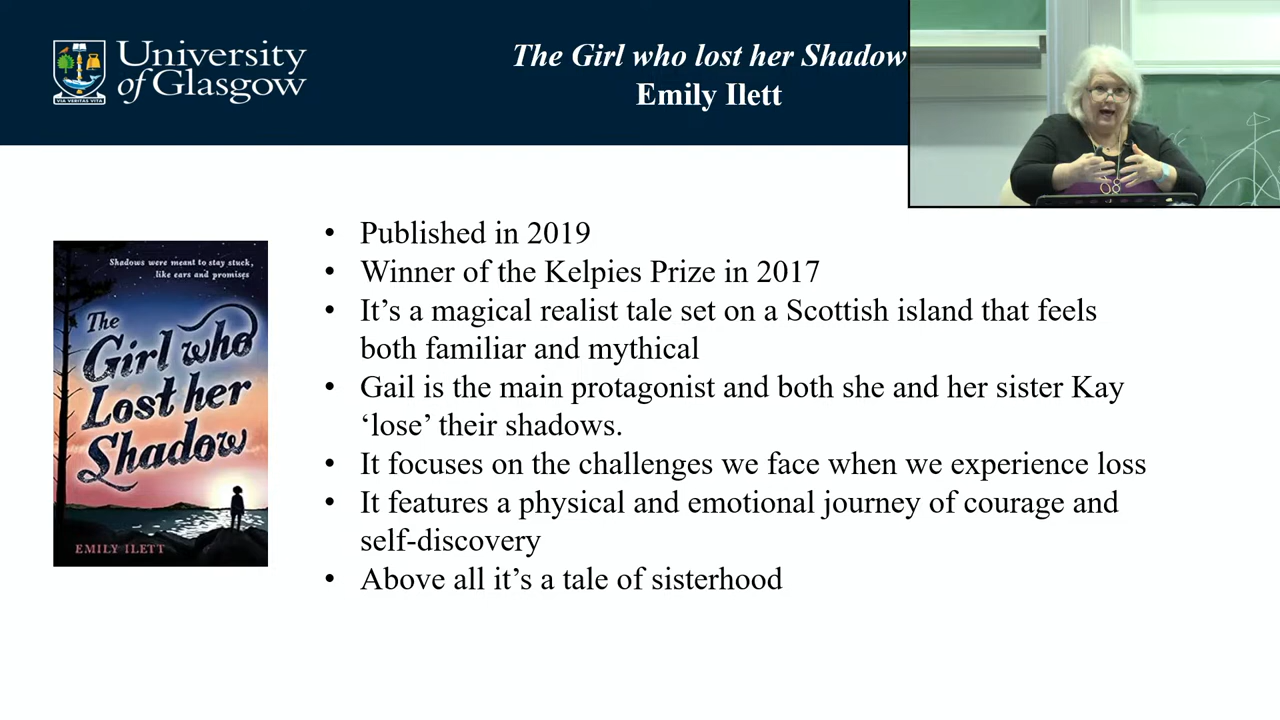 University
of Glasgow
VIA VERITAS VITA
The Girl who lost her Shadow
Emily Ilett
• Published in 2019
• Winner of the Kelpies Prize in 2017
• It’s a magical realist tale set on a Scottish island that feels
both familiar and mythical
• Gail is the main protagonist and both she and her sister Kay
‘lose’ their shadows.
• It focuses on the challenges we face when we experience loss
• It features a physical and emotional journey of courage and
self-discovery
• Above all it’s a tale of sisterhood
Shadows were meant to stay stuck,
like ears and promises
The
Girl who
Lost her
Shadow
EMILY ILETT